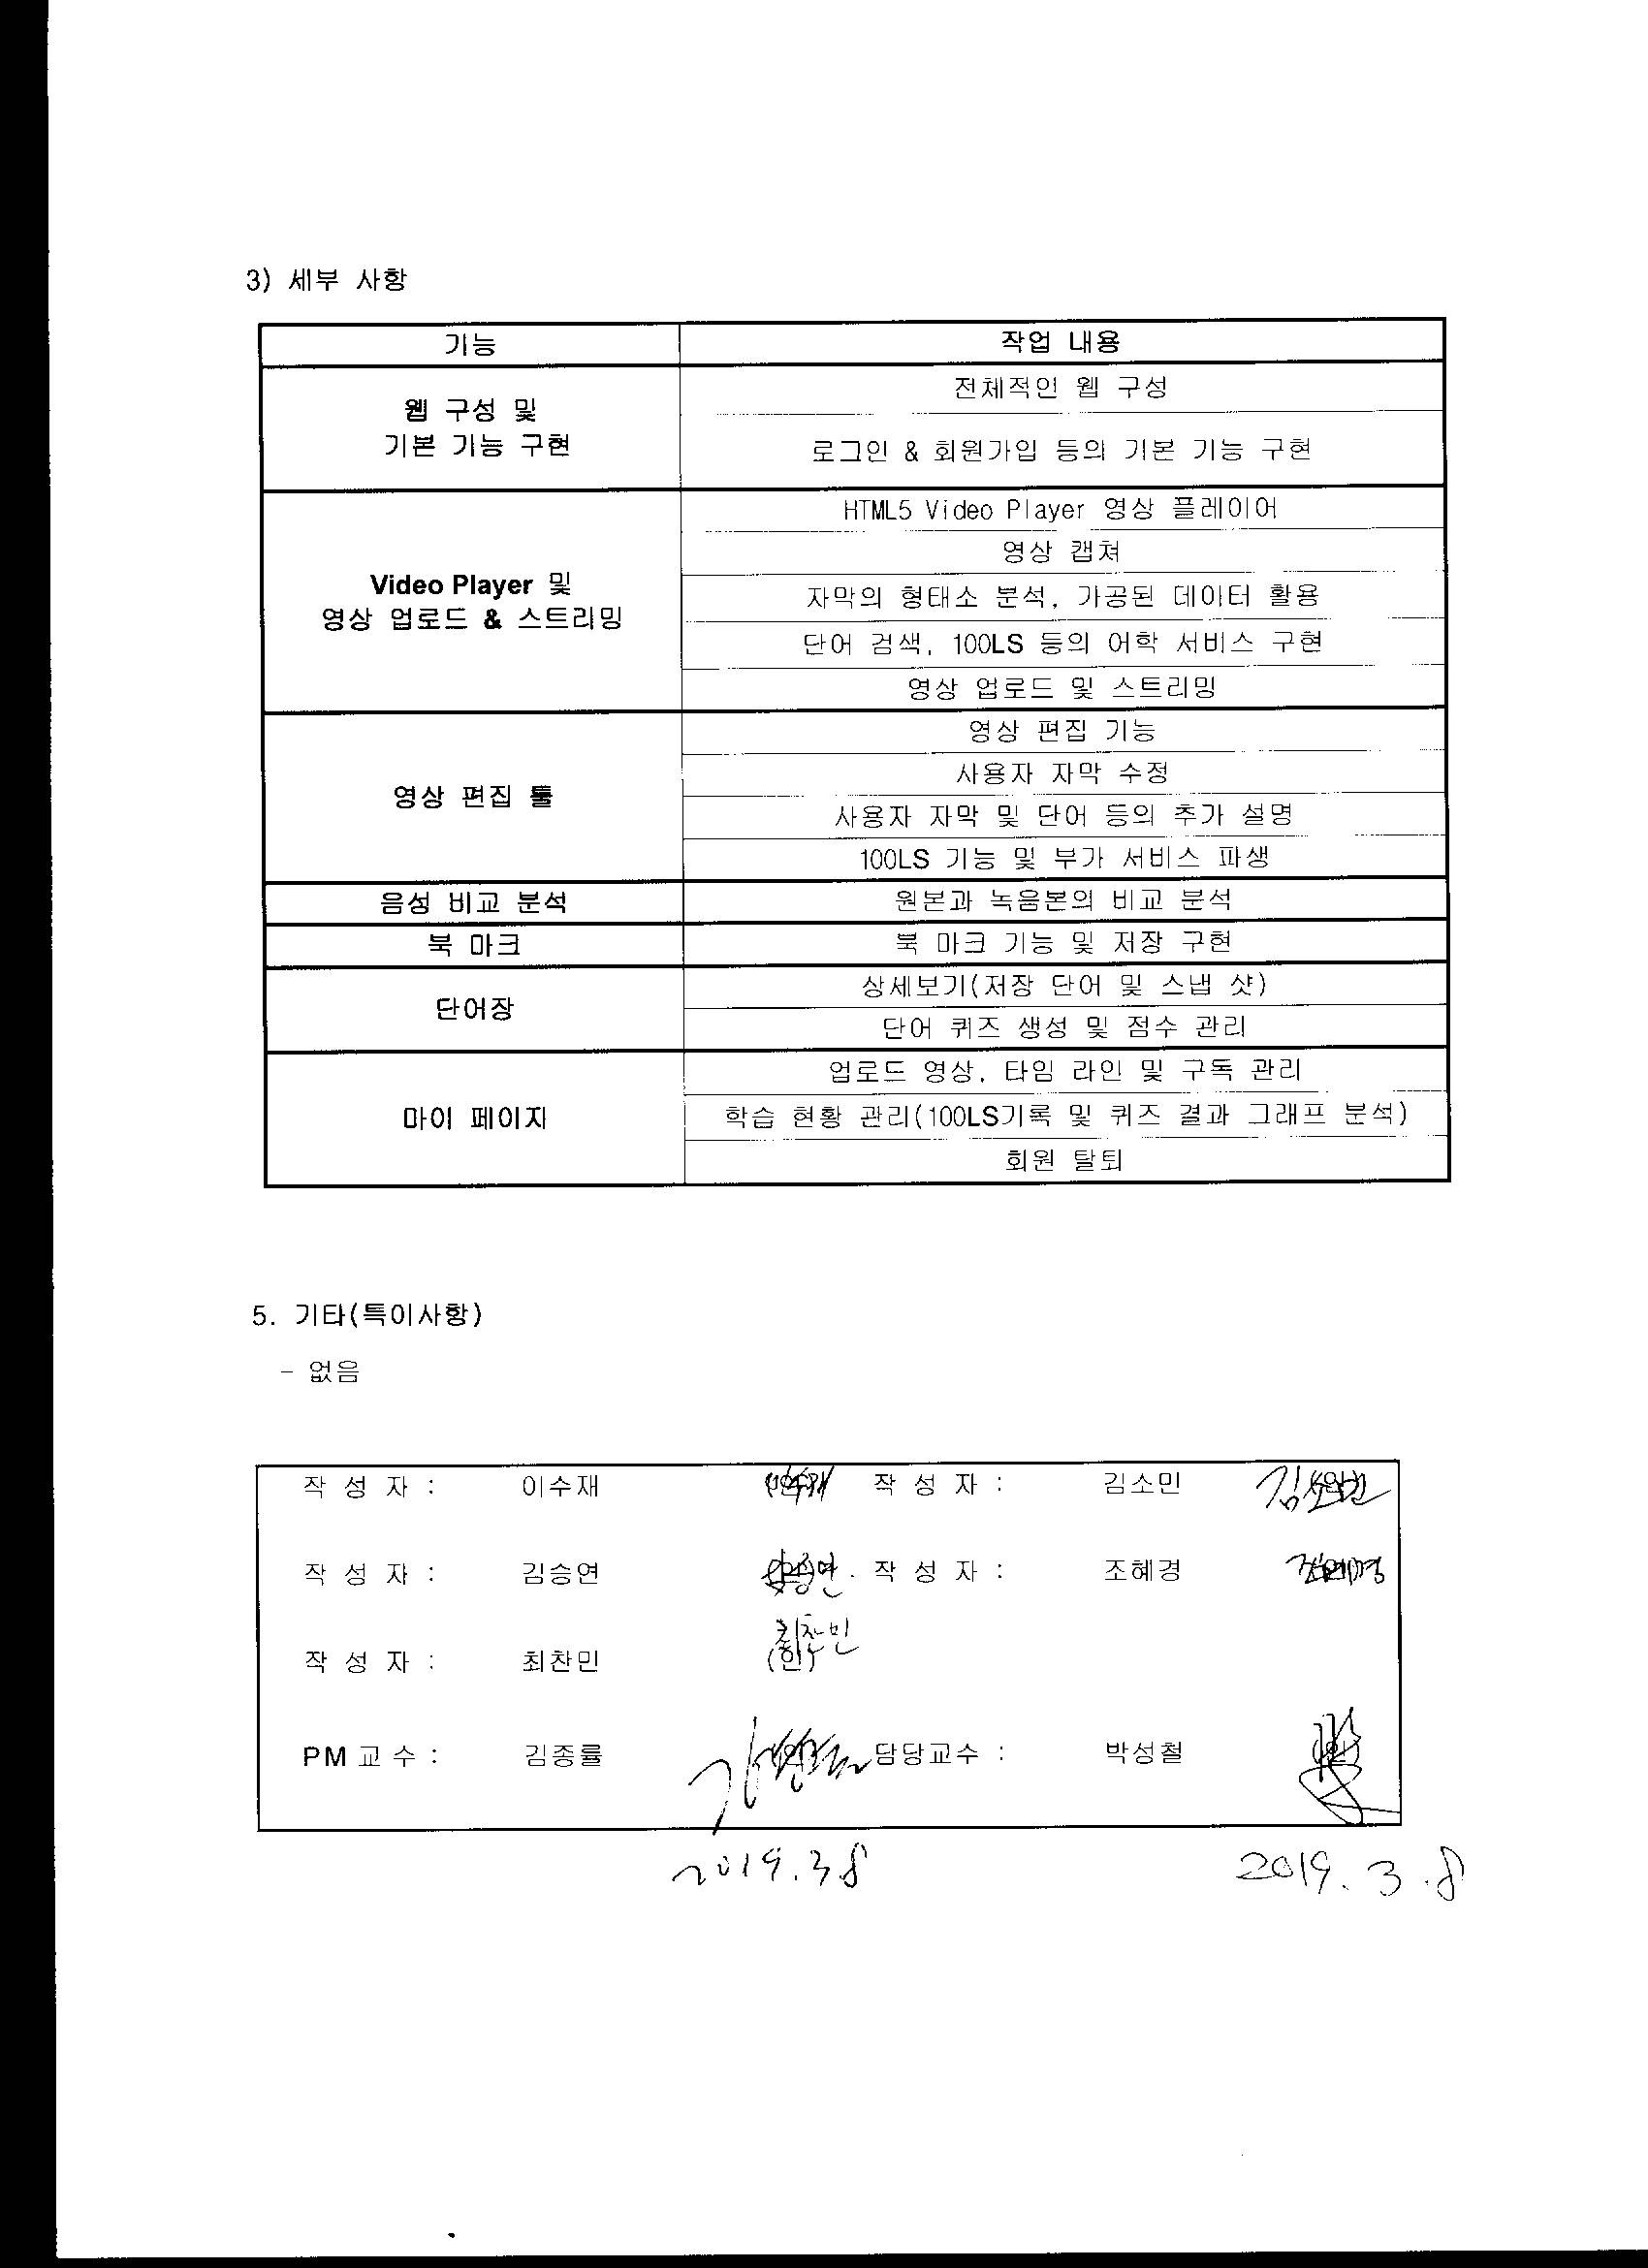 3) 세부 사항
기능 작업 내용
웹 구성 및
기본 기능 구현
전체적인 웹 구성
로그인 & 회원가입 등의 기본 기능 구현
Video Player 및
영상 업로드 & 스트리밍
HTML5 Video Player 영상 플레이어
영상 캡쳐
자막의 형태소 분석, 가공된 데이터 활용
단어 검색, 100LS 등의 어학 서비스 구현
영상 업로드 및 스트리밍
영상 편집 툴
영상 편집 기능
사용자 자막 수정
사용자 자막 및 단어 등의 추가 설명
100LS 기능 및 부가 서비스 파생
음성 비교 분석 원본과 녹음본의 비교 분석
북 마크 북 마크 기능 및 저장 구현
단어장
상세보기(저장 단어 및 스냅 샷)
단어 퀴즈 생성 및 점수 관리
마이 페이지
업로드 영상, 타임 라인 및 구독 관리
학습 현황 관리(100LS기록 및 퀴즈 결과 그래프 분석)
회원 탈퇴
5. 기타(특이사항)
- 없음
작 성 자 : 이수재 작 성 자 : 김소민
작 성 자 : 김승연 작 성 자 : 조혜경
작 성 자 : 최찬민 최찬민 (인)
PM 교 수 : 김종률 담당교수 : 박성철
2019.3.8 2019.3.8